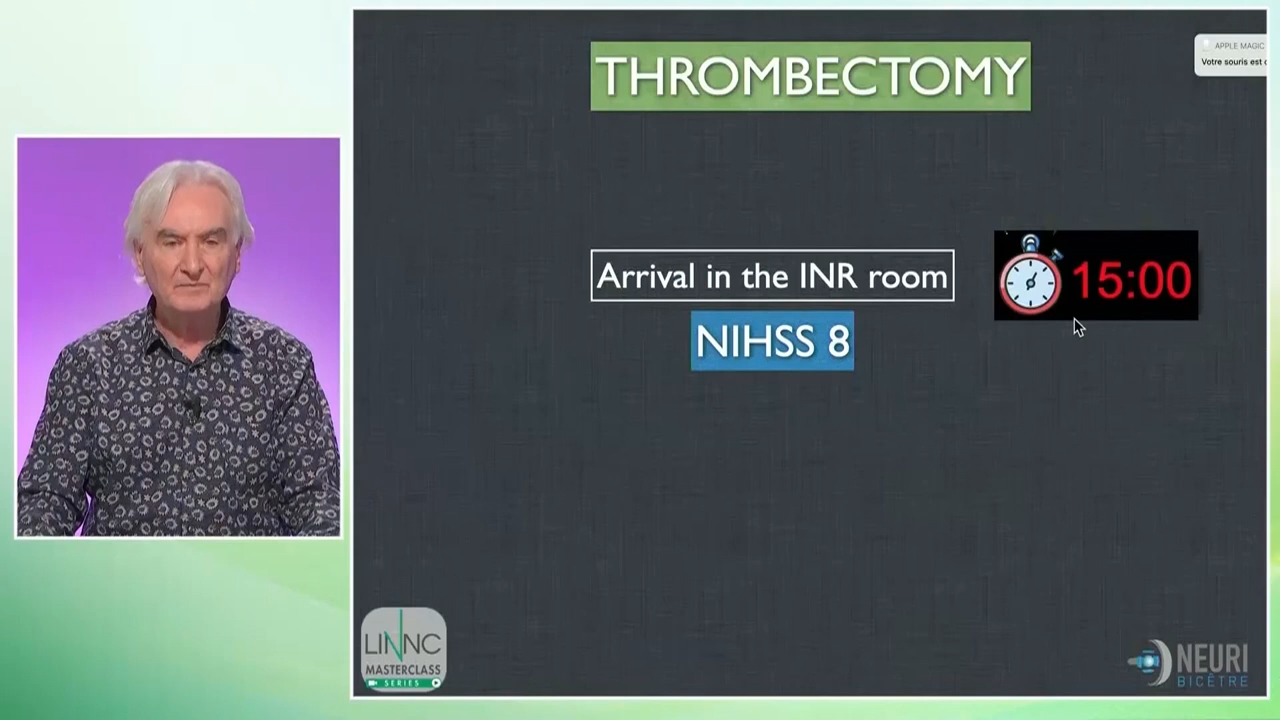 THROMBECTOMY
APPLE MAGIC
Votre souris est
Arrival in the INR room
15:00
NIHSS 8
LINNC
MASTERCLASS
SERIES
NEURI
BICÊTRE